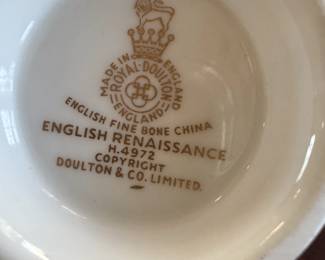 MADE IN ENGLAND
ROYAL·DOULTON
ENGLAND
ENGLISH FINE BONE CHINA
ENGLISH RENAISSANCE
H.4972
COPYRIGHT
DOULTON & CO. LIMITED.